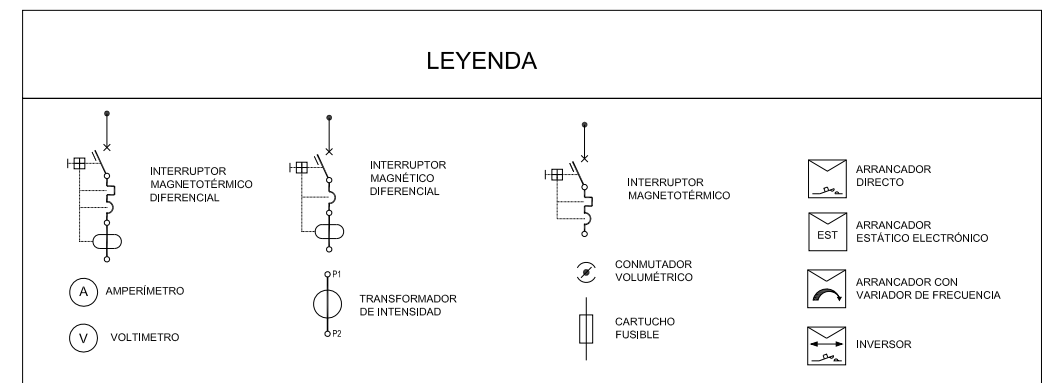 LEYENDA
INTERRUPTOR
MAGNETOTÉRMICO
DIFERENCIAL
INTERRUPTOR
MAGNÉTICO
DIFERENCIAL
INTERRUPTOR
MAGNETOTÉRMICO
ARRANCADOR
DIRECTO
EST
ARRANCADOR
ESTÁTICO ELECTRÓNICO
A
AMPERÍMETRO
P1
P2
TRANSFORMADOR
DE INTENSIDAD
CONMUTADOR
VOLUMÉTRICO
ARRANCADOR CON
VARIADOR DE FRECUENCIA
V
VOLTIMETRO
CARTUCHO
FUSIBLE
INVERSOR